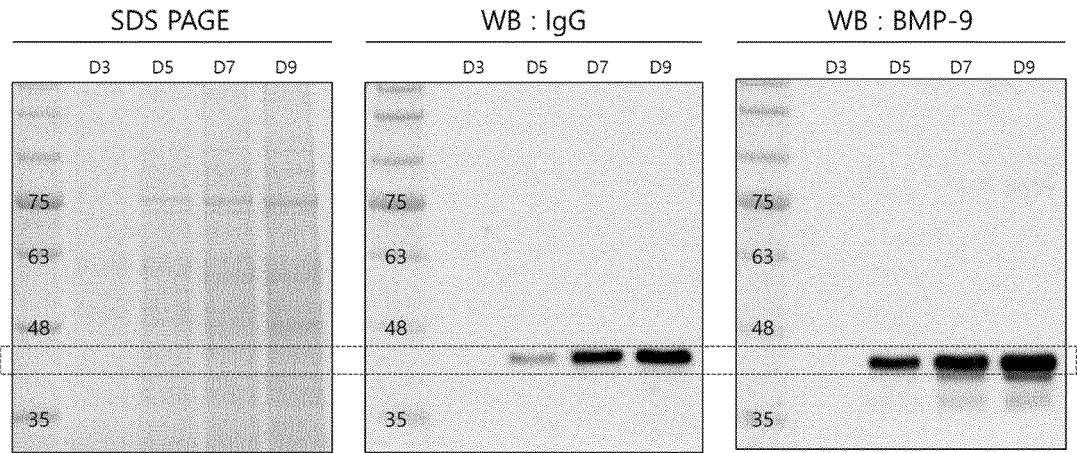 SDS PAGE WB : IgG WB : BMP-9
D3 D5 D7 D9 D3 D5 D7 D9 D3 D5 D7 D9
75 75 75
63 63 63
48 48 48
35 35 35